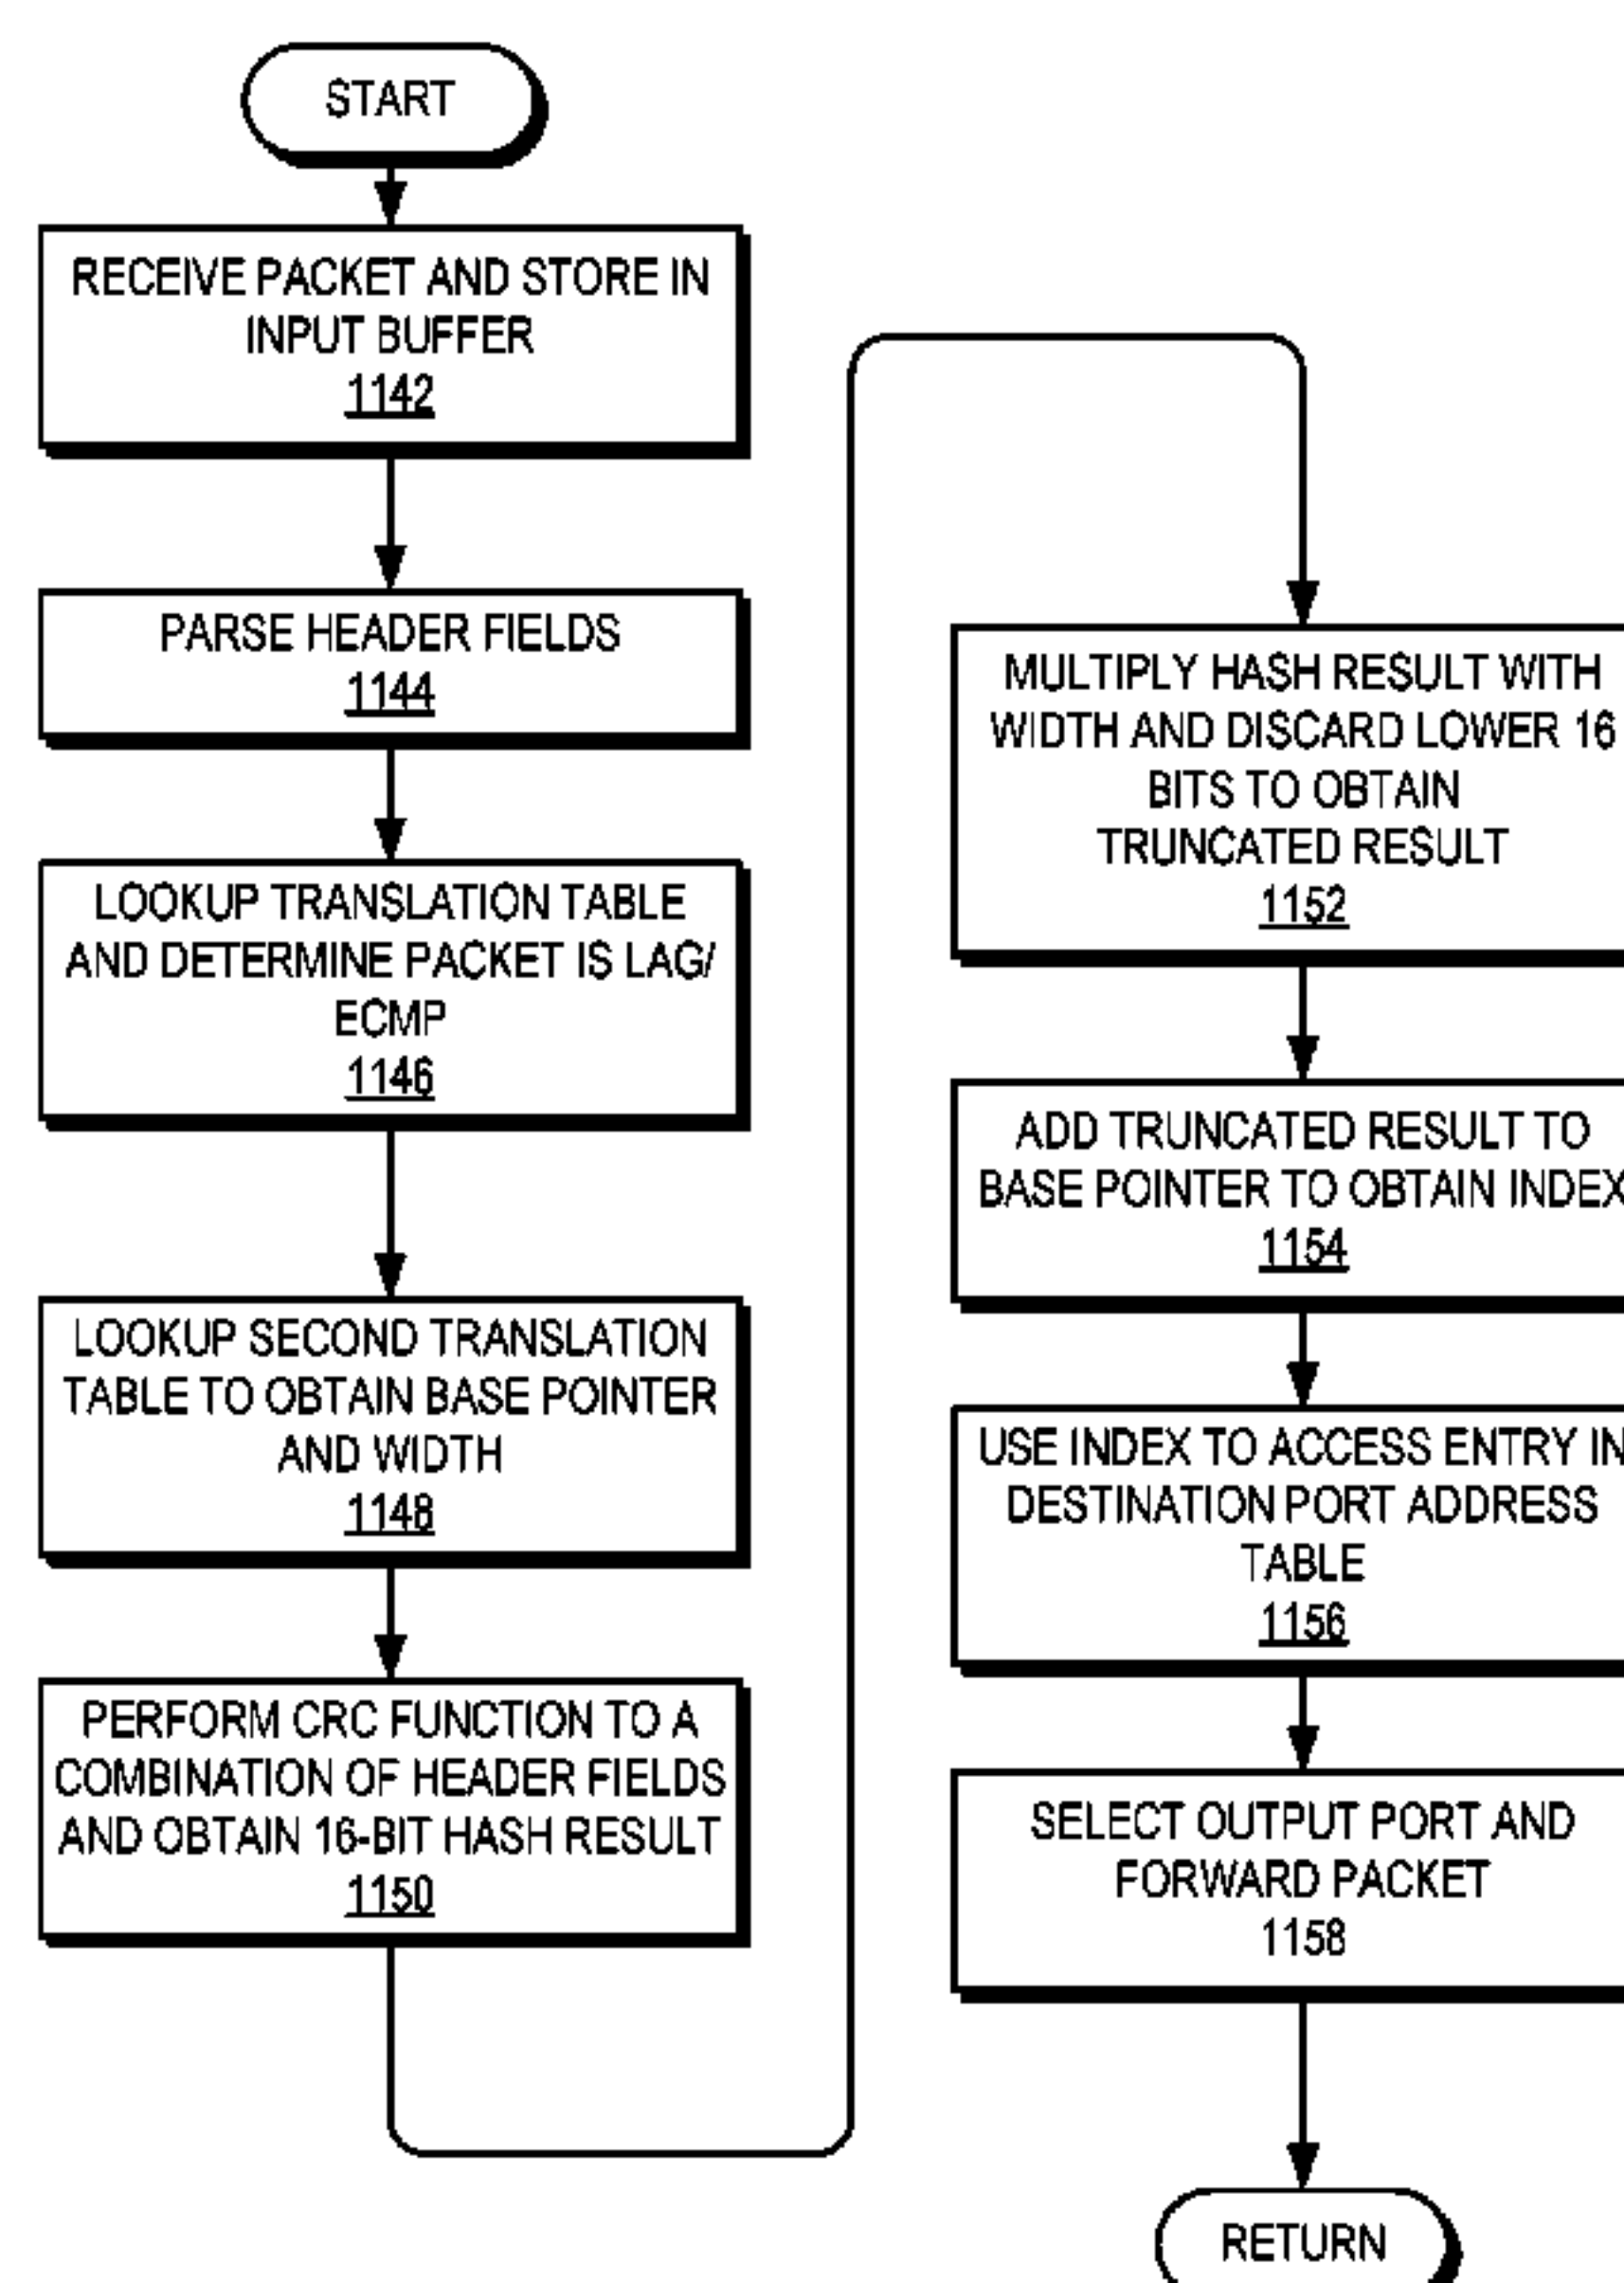 START
RECEIVE PACKET AND STORE IN
INPUT BUFFER
1142
PARSE HEADER FIELDS
1144
LOOKUP TRANSLATION TABLE
AND DETERMINE PACKET IS LAG/
ECMP
1146
LOOKUP SECOND TRANSLATION
TABLE TO OBTAIN BASE POINTER
AND WIDTH
1148
PERFORM CRC FUNCTION TO A
COMBINATION OF HEADER FIELDS
AND OBTAIN 16-BIT HASH RESULT
1150
MULTIPLY HASH RESULT WITH
WIDTH AND DISCARD LOWER 16
BITS TO OBTAIN
TRUNCATED RESULT
1152
ADD TRUNCATED RESULT TO
BASE POINTER TO OBTAIN INDEX
1154
USE INDEX TO ACCESS ENTRY IN
DESTINATION PORT ADDRESS
TABLE
1156
SELECT OUTPUT PORT AND
FORWARD PACKET
1158
RETURN